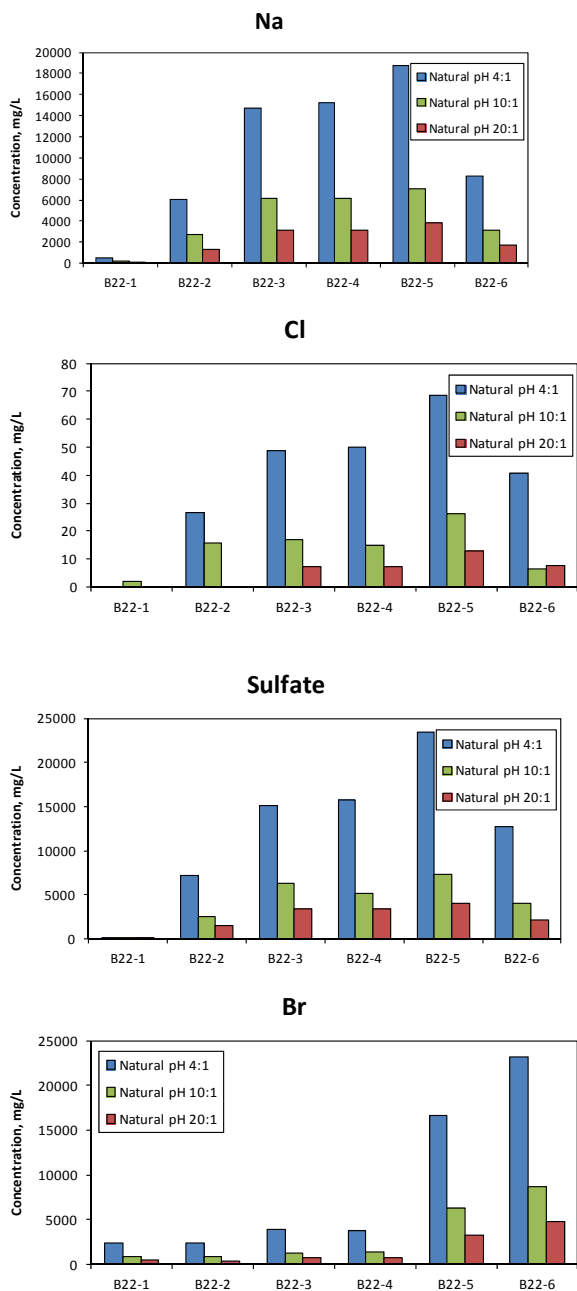 Na
20000
18000
16000
14000
12000
10000
8000
6000
4000
2000
0
Concentration, mg/L
Natural pH 4:1
Natural pH 10:1
Natural pH 20:1
B22-1 B22-2 B22-3 B22-4 B22-5 B22-6
Cl
80
70
60
50
40
30
20
10
0
Concentration, mg/L
Natural pH 4:1
Natural pH 10:1
Natural pH 20:1
B22-1 B22-2 B22-3 B22-4 B22-5 B22-6
Sulfate
25000
20000
15000
10000
5000
0
Concentration, mg/L
Natural pH 4:1
Natural pH 10:1
Natural pH 20:1
B22-1 B22-2 B22-3 B22-4 B22-5 B22-6
Br
25000
20000
15000
10000
5000
0
Concentration, mg/L
Natural pH 4:1
Natural pH 10:1
Natural pH 20:1
B22-1 B22-2 B22-3 B22-4 B22-5 B22-6